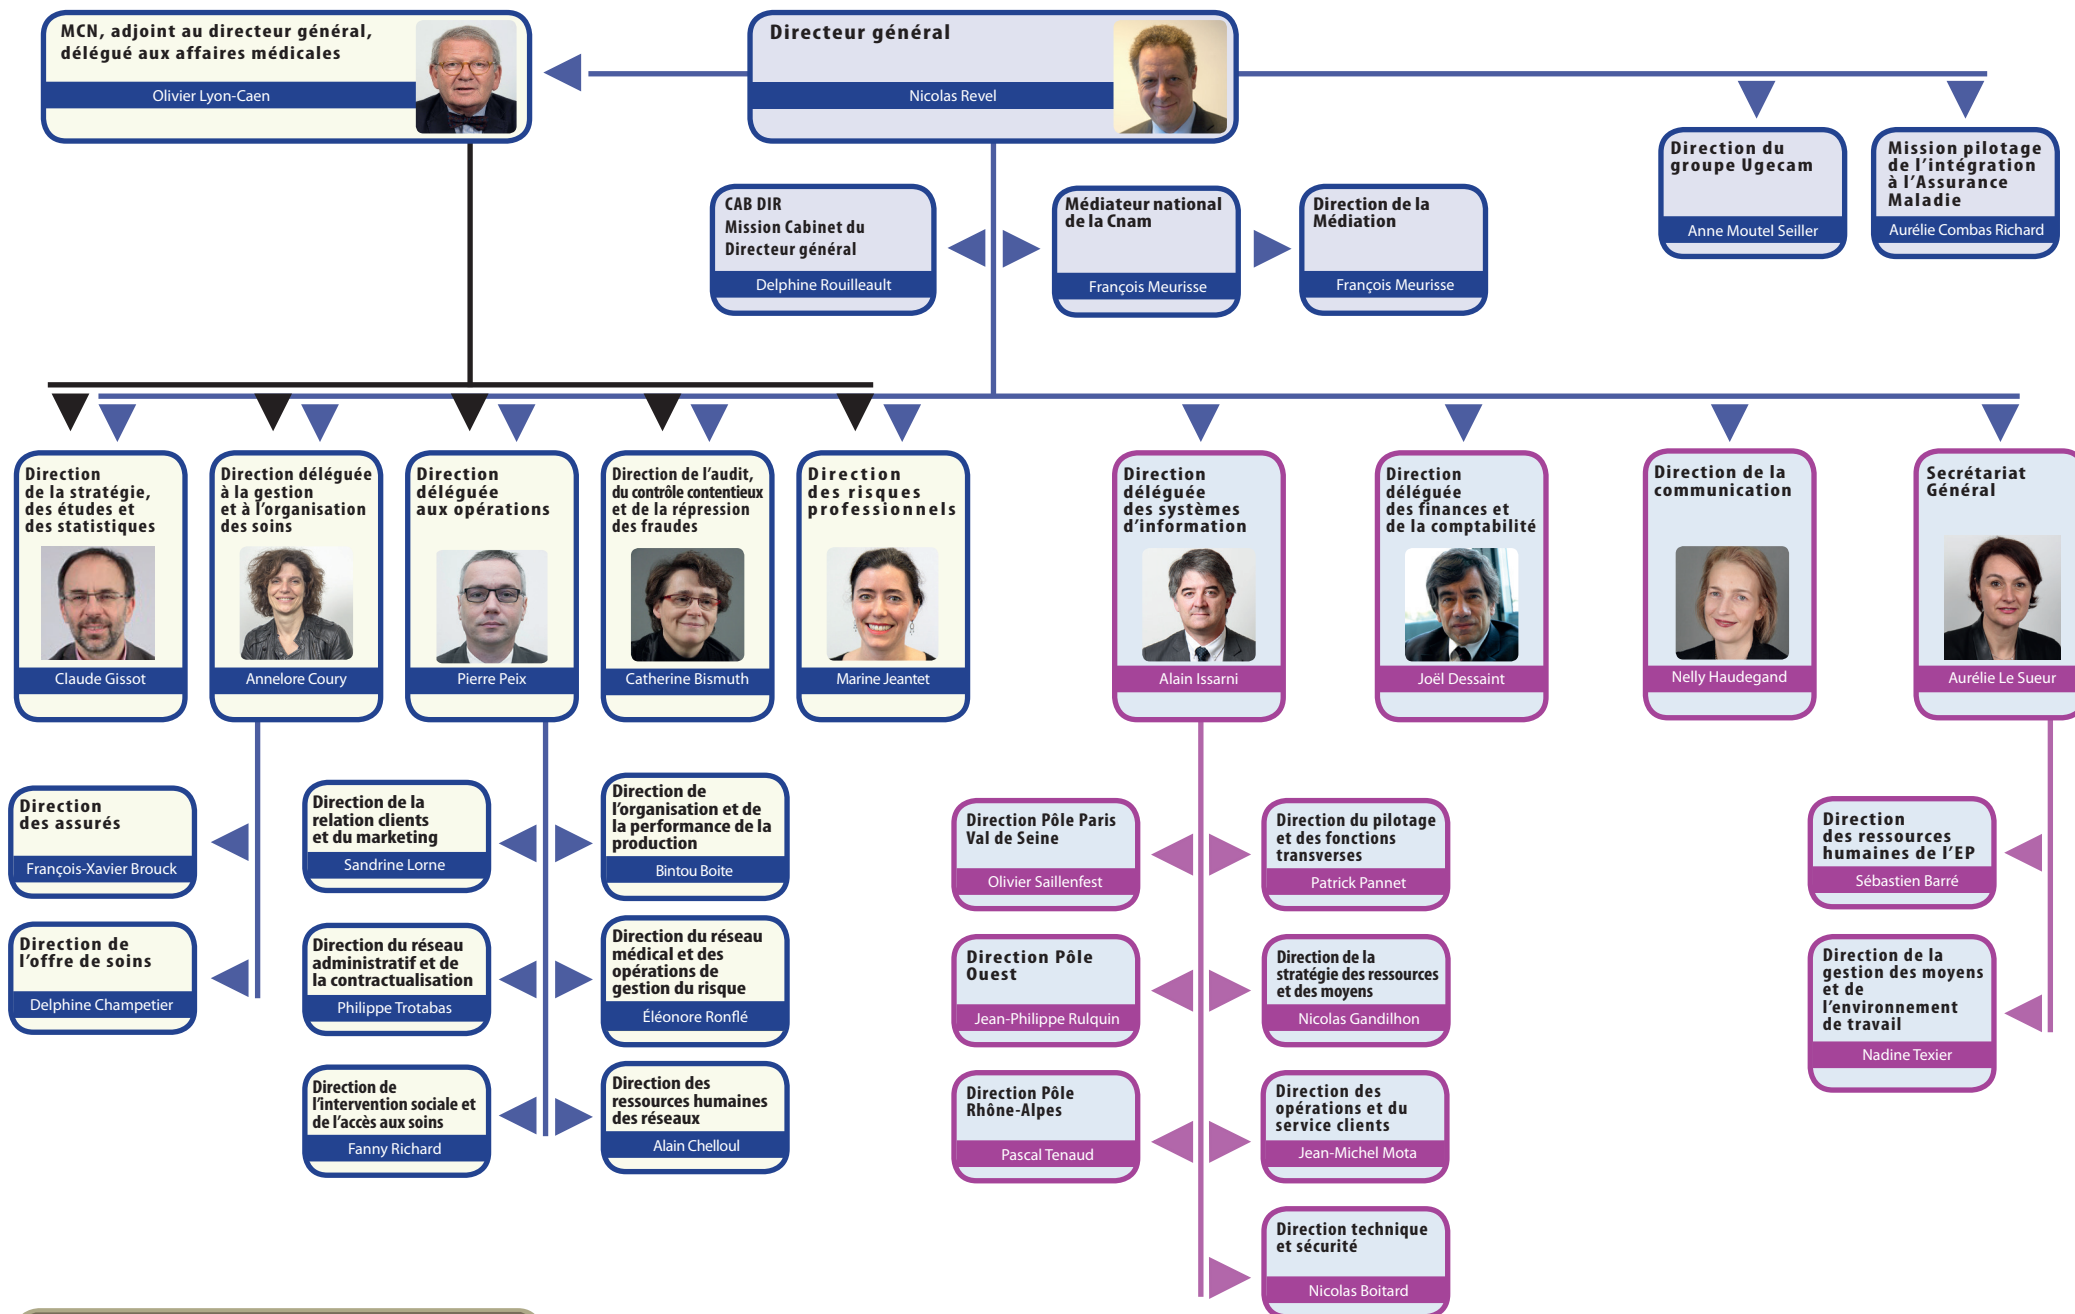 MCN, adjoint au directeur général,
délégué aux affaires médicales
Olivier Lyon-Caen
Directeur général
Nicolas Revel
Direction du
groupe Ugecam
Anne Moutel Seiller
Mission pilotage
de l'intégration
à l'Assurance
Maladie
Aurélie Combas Richard
CAB DIR
Mission Cabinet du
Directeur général
Delphine Rouilleault
Médiateur national
de la Cnam
François Meurisse
Direction de la
Médiation
François Meurisse
Direction
de la stratégie,
des études et
des statistiques
Claude Gissot
Direction déléguée
à la gestion
et à l'organisation
des soins
Annelore Coury
Direction
déléguée
aux opérations
Pierre Peix
Direction de l'audit,
du contrôle contentieux
et de la répression
des fraudes
Catherine Bismuth
Direction
des risques
professionnels
Marine Jeantet
Direction
déléguée
des systèmes
d'information
Alain Issarni
Direction
déléguée
des finances et
de la comptabilité
Joël Dessaint
Direction de la
communication
Nelly Haudegand
Secrétariat
Général
Aurélie Le Sueur
Direction
des assurés
François-Xavier Brouck
Direction de
l'offre de soins
Delphine Champetier
Direction de la
relation clients
et du marketing
Sandrine Lorne
Direction de
l'organisation et de
la performance de la
production
Bintou Boite
Direction du réseau
administratif et de
la contractualisation
Philippe Trotabas
Direction du réseau
médical et des
opérations de
gestion du risque
Éléonore Ronflé
Direction de
l'intervention sociale et
de l'accès aux soins
Fanny Richard
Direction des
ressources humaines
des réseaux
Alain Chelloul
Direction Pôle Paris
Val de Seine
Olivier Saillenfest
Direction du pilotage
et des fonctions
transverses
Patrick Pannet
Direction Pôle
Ouest
Jean-Philippe Rulquin
Direction de la
stratégie des ressources
et des moyens
Nicolas Gandilhon
Direction Pôle
Rhône-Alpes
Pascal Tenaud
Direction des
opérations et du
service clients
Jean-Michel Mota
Direction technique
et sécurité
Nicolas Boitard
Direction
des ressources
humaines de l'EP
Sébastien Barré
Direction de la
gestion des moyens
et de
l'environnement
de travail
Nadine Texier